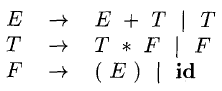 E → E + T | T
T → T * F | F
F → ( E ) | id